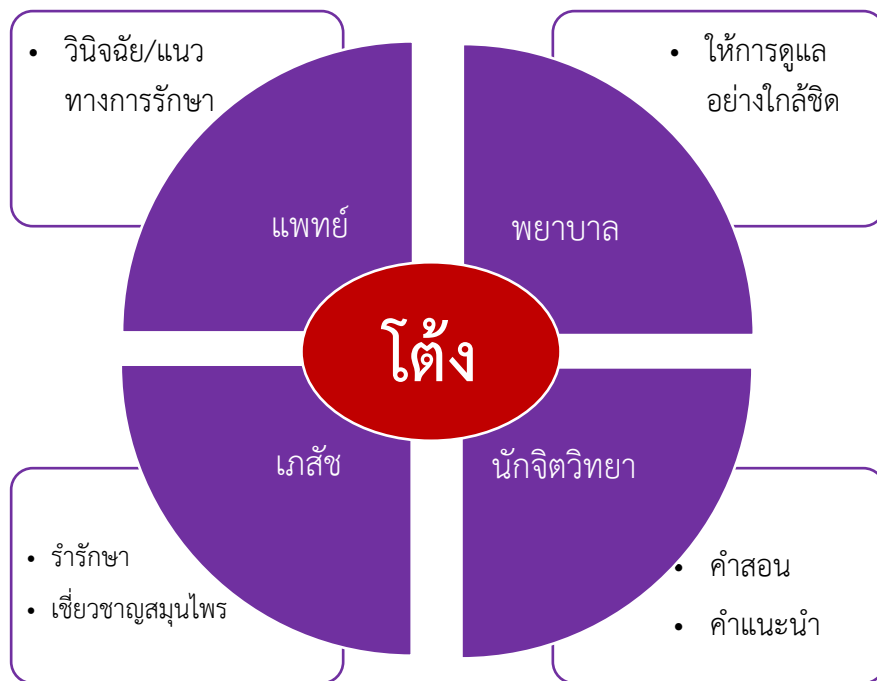 • วินิจฉัย/แนว
ทางการรักษา
• ให้การดูแล
อย่างใกล้ชิด
แพทย์
พยาบาล
โต้ง
เภสัช
นักจิตวิทยา
• รำรักษา
• เชี่ยวชาญสมุนไพร
• คำสอน
• คำแนะนำ